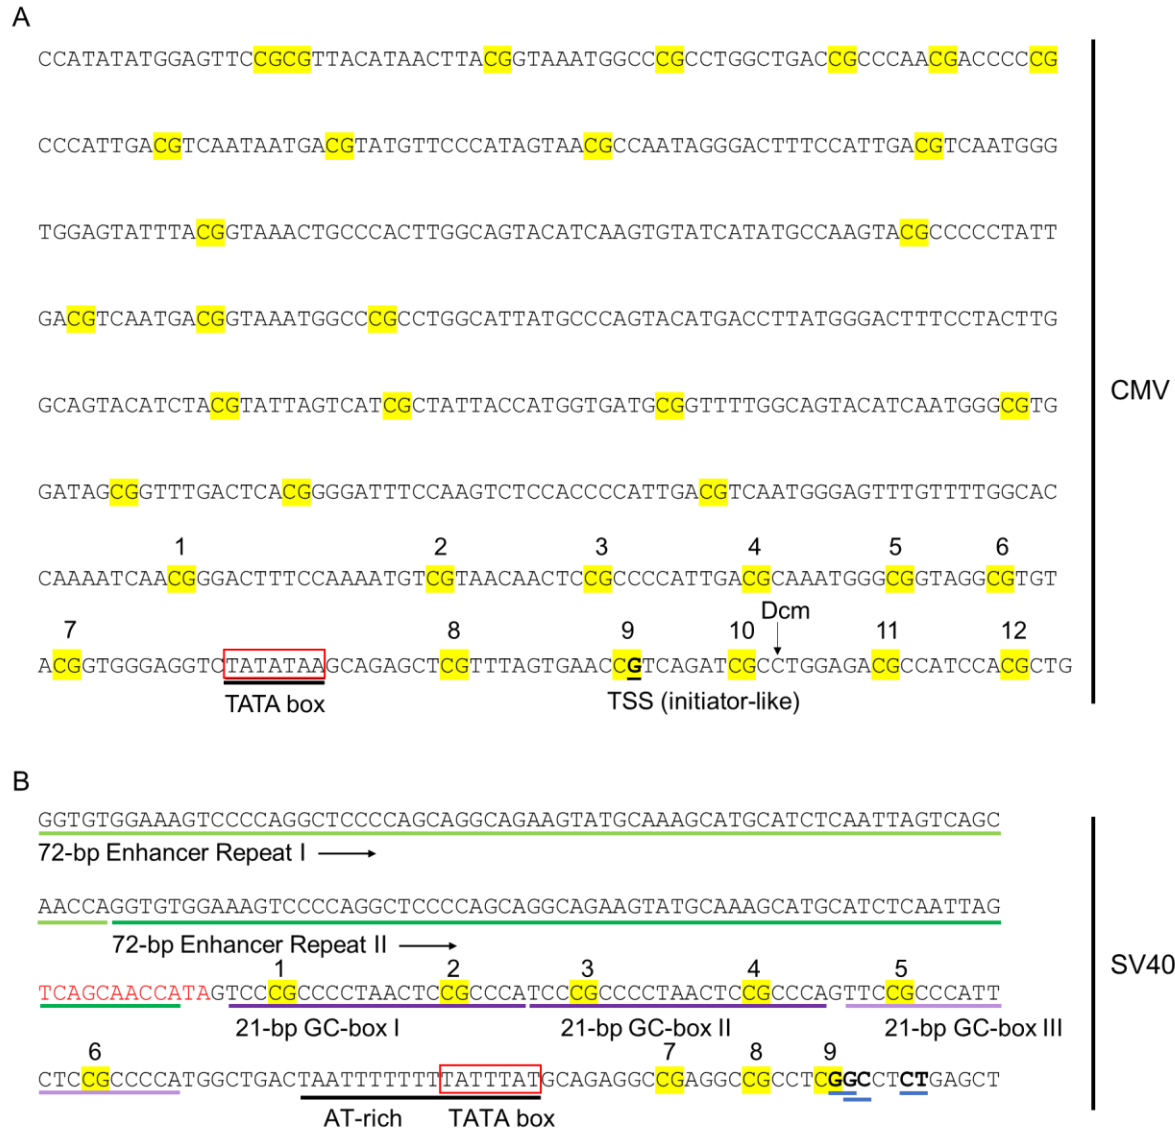 A
CCATATATGGAGTTCCGCGTTACATAACTTACGGTAAATGGCCCGCCTGGCTGACCGCCCAACGACCCCCG
CCCATTGACGTCAATAATGACGTATGTTCCCATAGTAACGCCAATAGGGACTTTCCATTGACGTCAATGGG
TGGAGTATTTACGGTAAACTGCCCACTTGGCAGTACATCAAGTGTATCATATGCCAAGTACGCCCCCTATT
GACGTCAATGACGGTAAATGGCCCGCCTGGCATTATGCCCAGTACATGACCTTATGGGACTTTCCTACTTG
CMV
GCAGTACATCTACGTATTAGTCATCGCTATTACCATGGTGATGCGGTTTTGGCAGTACATCAATGGGCGTG
GATAGCGGTTTGACTCACGGGGATTTCCAAGTCTCCACCCCATTGACGTCAATGGGAGTTTGTTTTGGCAC
1 2 3 4 5 6
CAAAATCAACGGGACTTTCCAAAATGTCGTAACAACTCCGCCCCATTGACGCAAATGGGCGGTAGGCGTGT
Dcm
7 8 9 10 11 12
ACGGTGGGAGGTCTATATAAGCAGAGCTCGTTTAGTGAACCGTCAGATCGCCTGGAGACGCCATCCACGCTG
TATA box TSS (initiator-like)
B
GGTGTGGAAAGTCCCCAGGCTCCCCAGCAGGCAGAAGTATGCAAAGCATGCATCTCAATTAGTCAGC
72-bp Enhancer Repeat I
AACCAGGTGTGGAAAGTCCCCAGGCTCCCCAGCAGGCAGAAGTATGCAAAGCATGCATCTCAATTAG
72-bp Enhancer Repeat II
SV40
1 2 3 4 5
TCAGCAACCATAGTCCCGCCCCTAACTCCGCCCATCCCGCCCCTAACTCCGCCCAGTTCCGCCCATT
21-bp GC-box I 21-bp GC-box II 21-bp GC-box III
6 7 8 9
CTCCGCCCCATGGCTGACTAATTTTTTTTATTTATGCAGAGGCCGAGGCCGCCTCGGCCTCTGAGCT
AT-rich TATA box